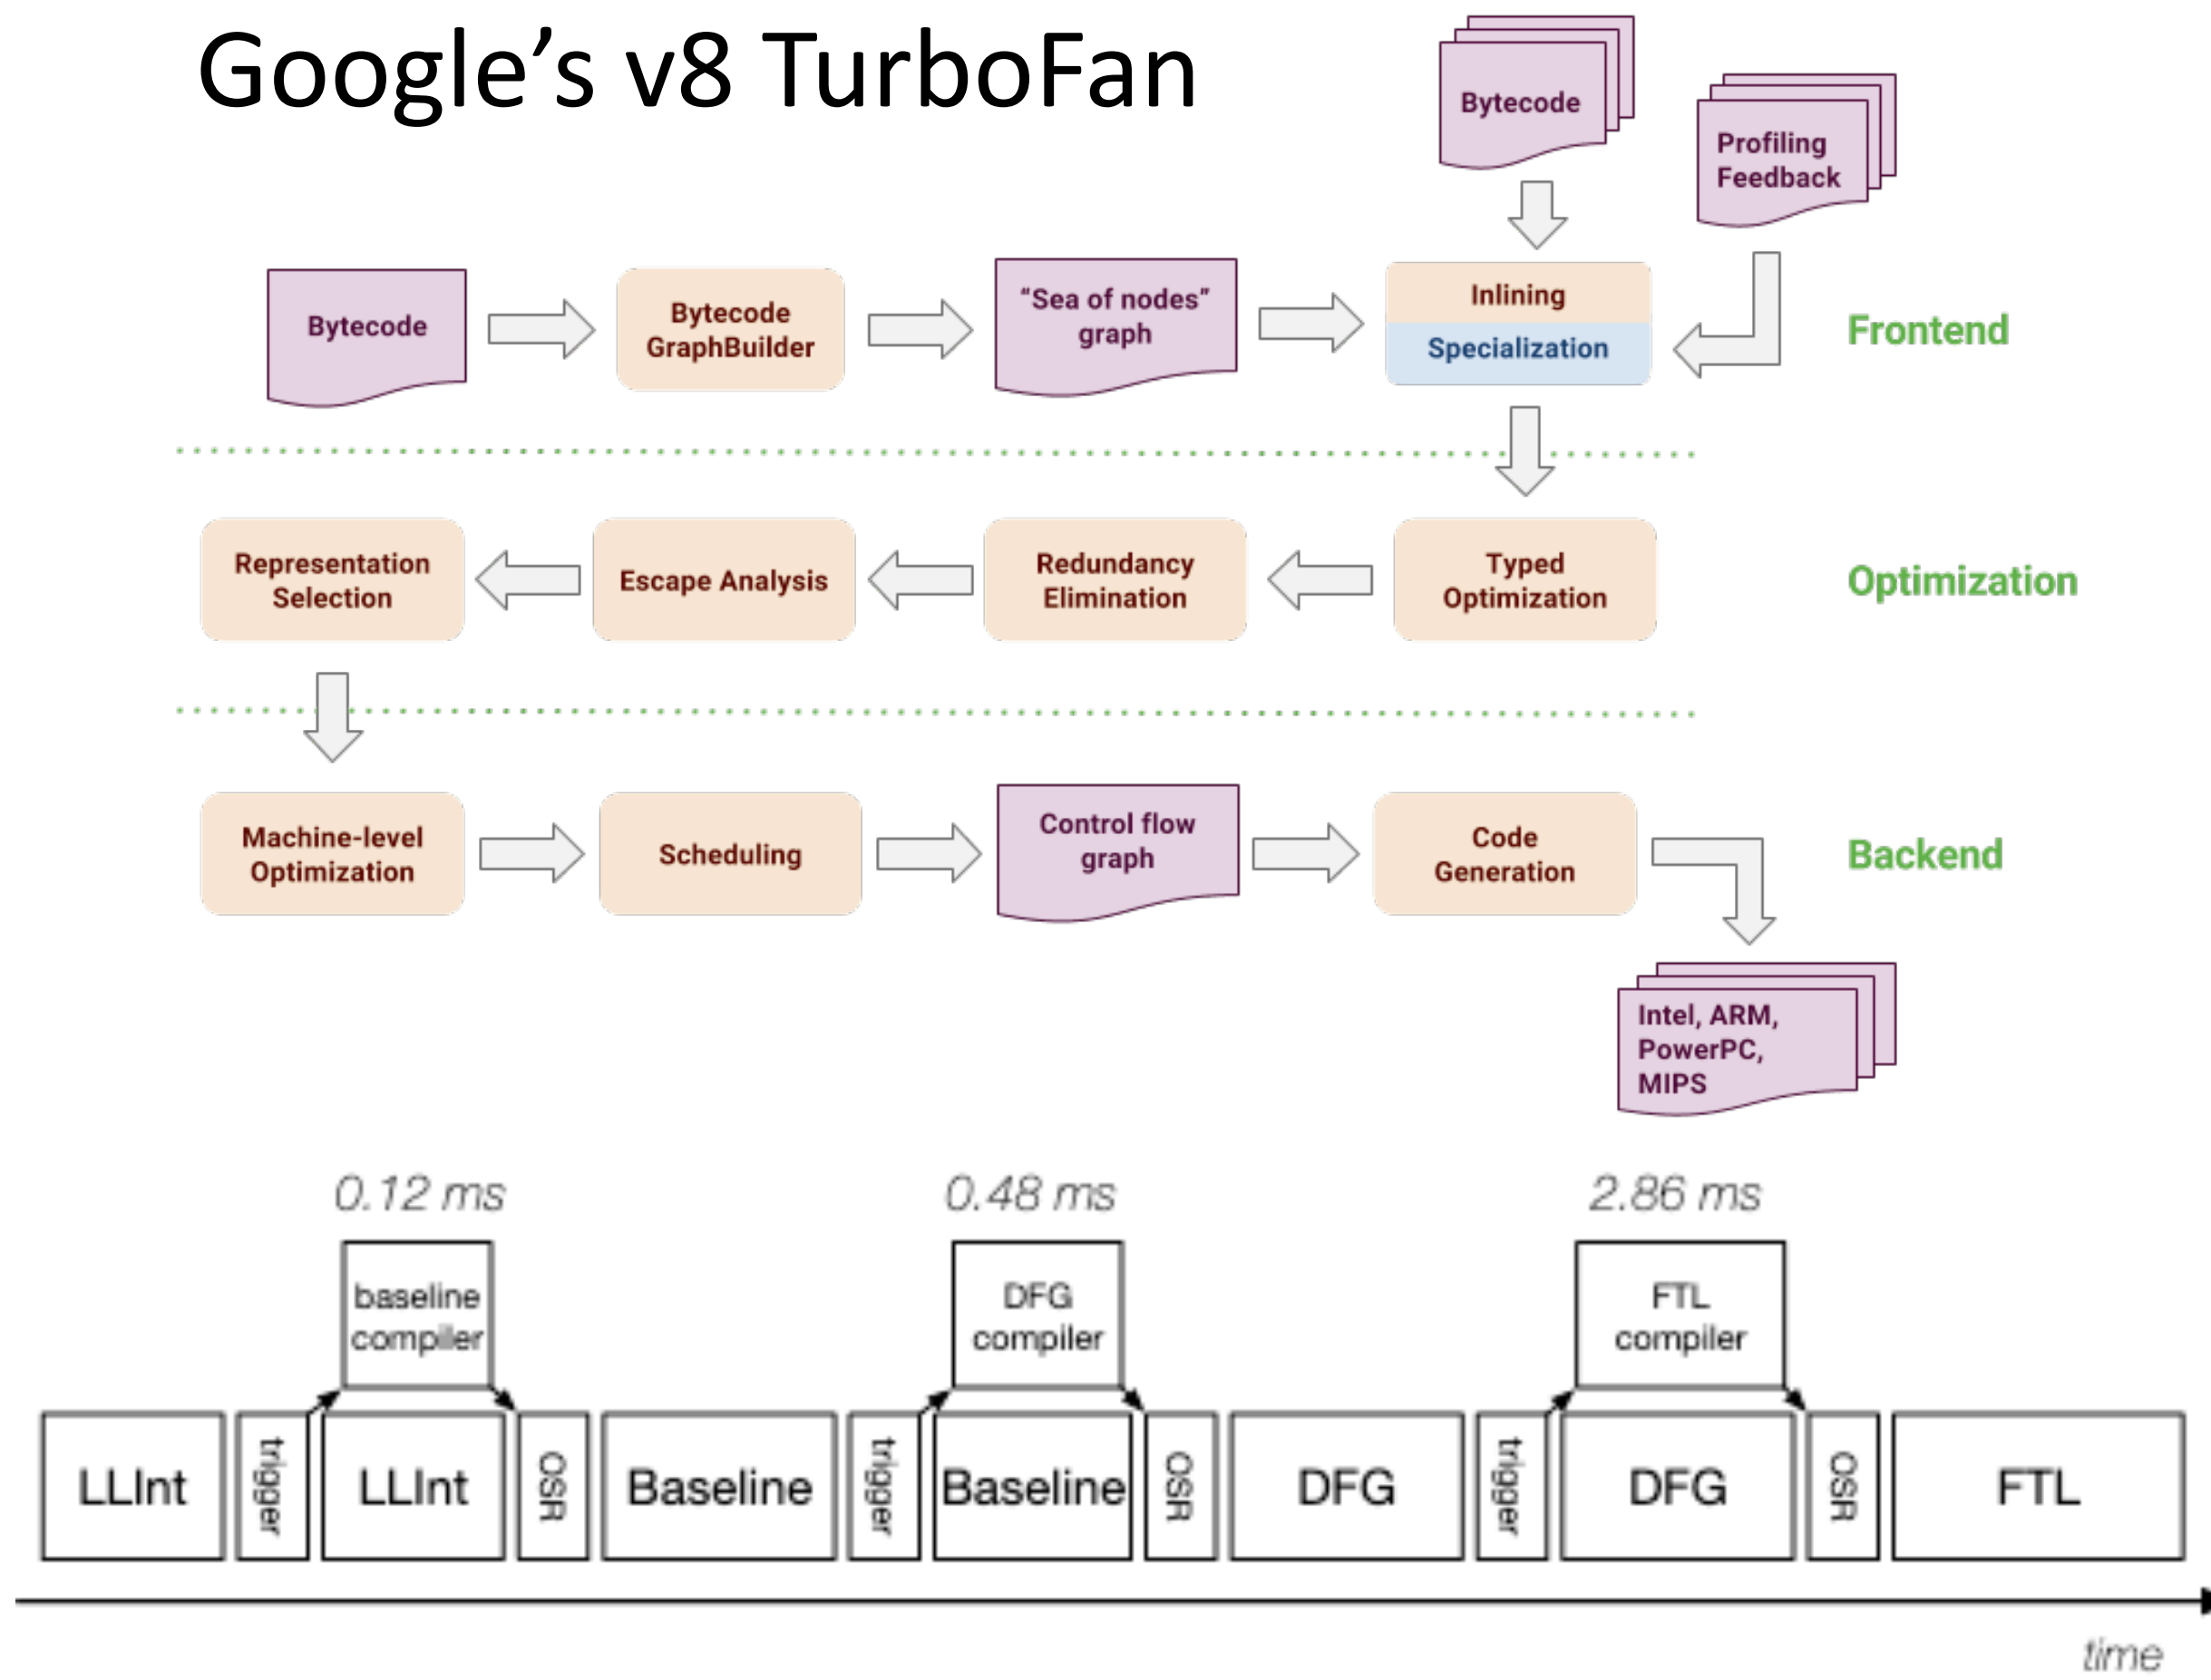 Google’s v8 TurboFan
Bytecode
Profiling
Feedback
Bytecode
Bytecode
GraphBuilder
“Sea of nodes”
graph
Inlining
Specialization
Frontend
Representation
Selection
Escape Analysis
Redundancy
Elimination
Typed
Optimization
Optimization
Machine-level
Optimization
Scheduling
Control flow
graph
Code
Generation
Backend
Intel, ARM,
PowerPC,
MIPS
0.12 ms
0.48 ms
2.86 ms
baseline
compiler
DFG
compiler
FTL
compiler
LLInt
trigger
LLInt
OSR
Baseline
trigger
Baseline
OSR
DFG
trigger
DFG
OSR
FTL
time